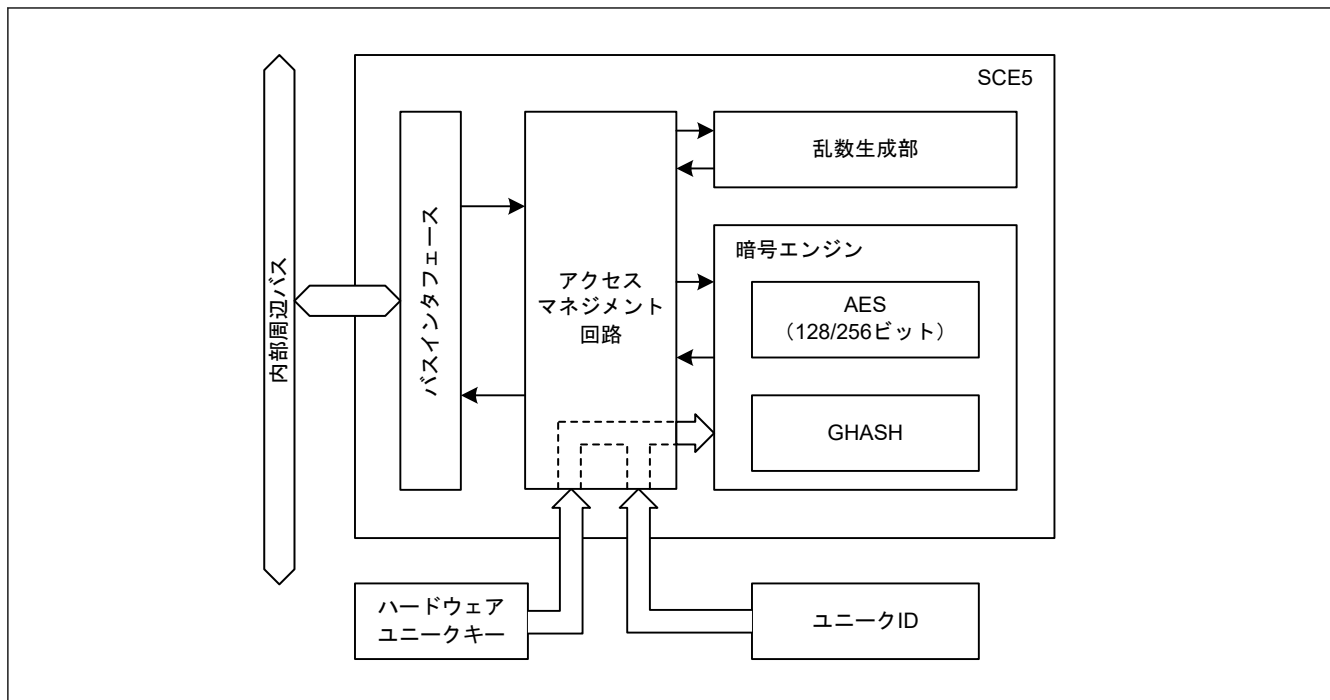 SCE5
乱数生成部
内部周辺バス
バスインタフェース
アクセス
マネジメント
回路
暗号エンジン
AES
（128/256ビット）
GHASH
ハードウェア
ユニークキー
ユニークID